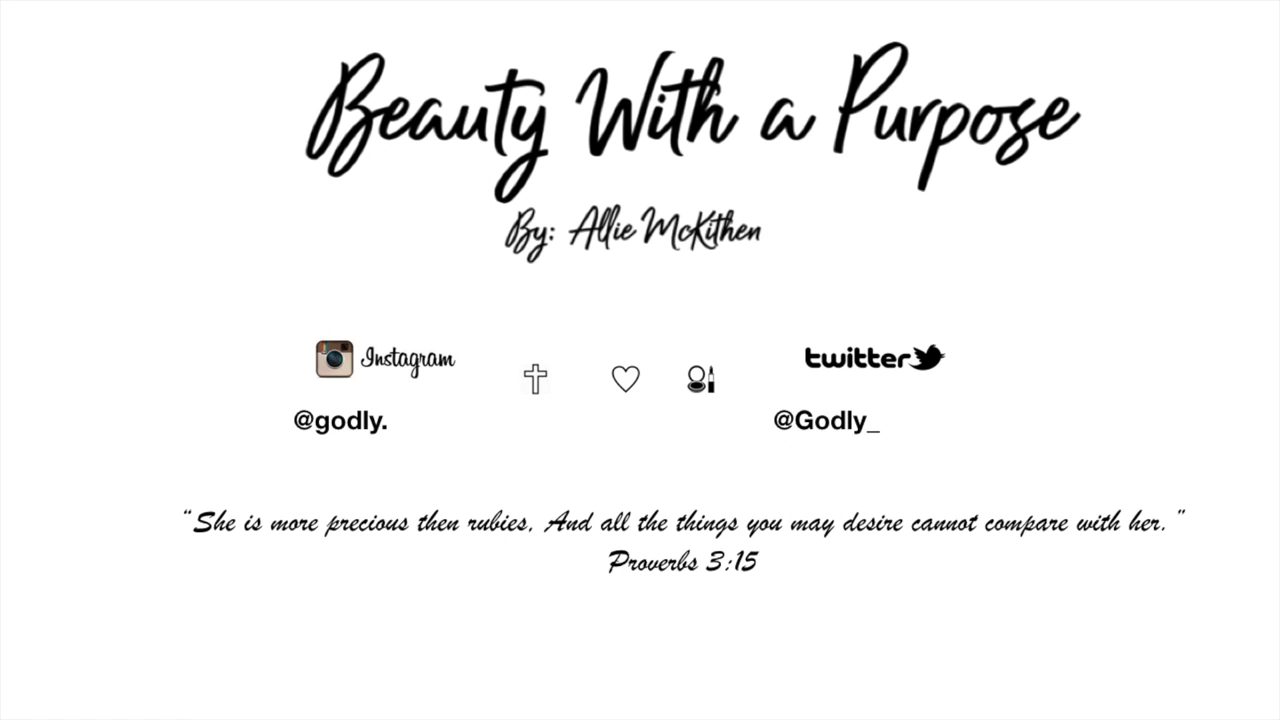 Beauty With a Purpose
By: Allie McKithen
Instagram
twitter
@godly.
@Godly_
“She is more precious then rubies, And all the things you may desire cannot compare with her.”
Proverbs 3:15